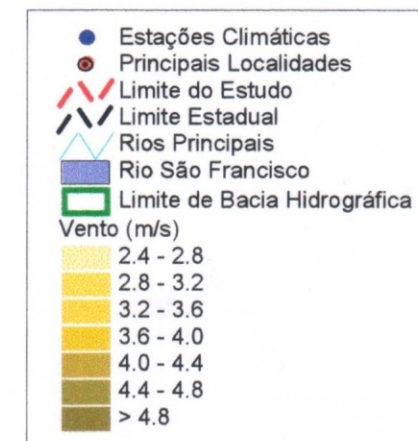 Estações Climáticas
Principais Localidades
Limite do Estudo
Limite Estadual
Rios Principais
Rio São Francisco
Limite de Bacia Hidrográfica
Vento (m/s)
2.4 - 2.8
2.8 - 3.2
3.2 - 3.6
3.6 - 4.0
4.0 - 4.4
4.4 - 4.8
> 4.8